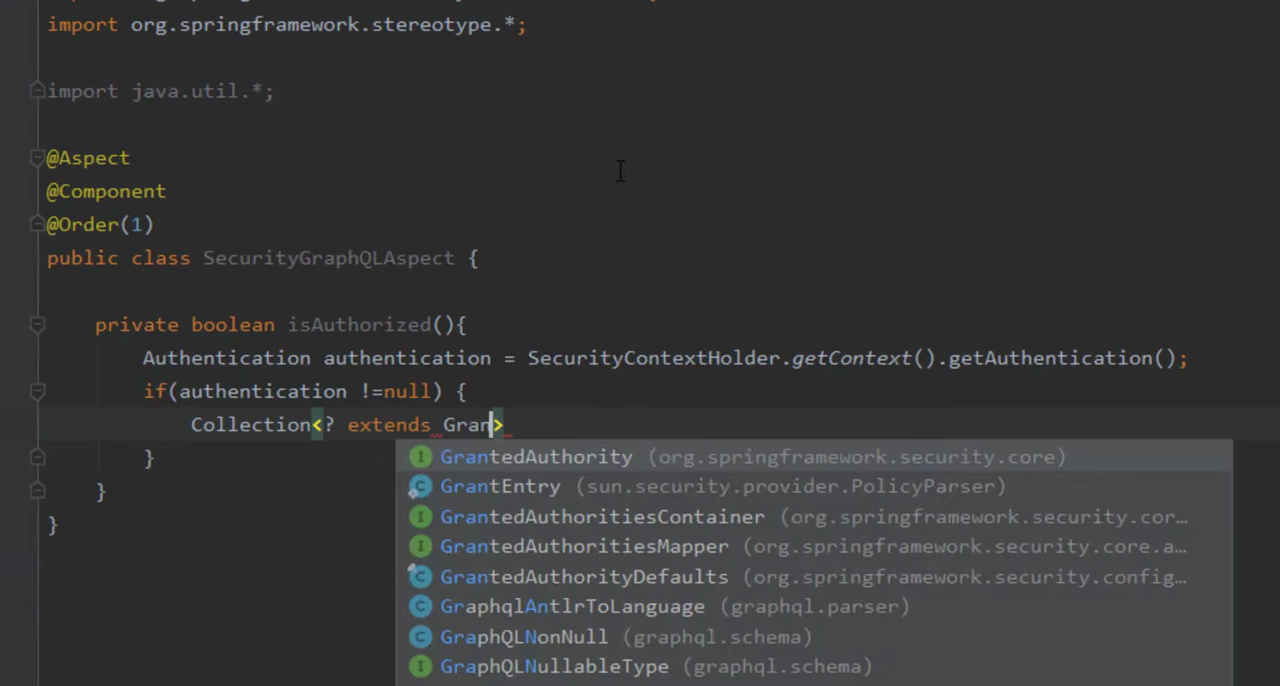 import org.springframework.stereotype.*;
import java.util.*;
@Aspect
@Component
@Order(1)
public class SecurityGraphQLAspect {
private boolean isAuthorized(){
Authentication authentication = SecurityContextHolder.getContext().getAuthentication();
if(authentication !=null) {
Collection<? extends Gran>
GrantedAuthority (org.springframework.security.core)
GrantEntry (sun.security.provider.PolicyParser)
GrantedAuthoritiesContainer (org.springframework.security.cor…
GrantedAuthoritiesMapper (org.springframework.security.core.a…
GrantedAuthorityDefaults (org.springframework.security.config…
GraphqlAntlrToLanguage (graphql.parser)
GraphQLNonNull (graphql.schema)
GraphQLNullableType (graphql.schema)
}
}
}